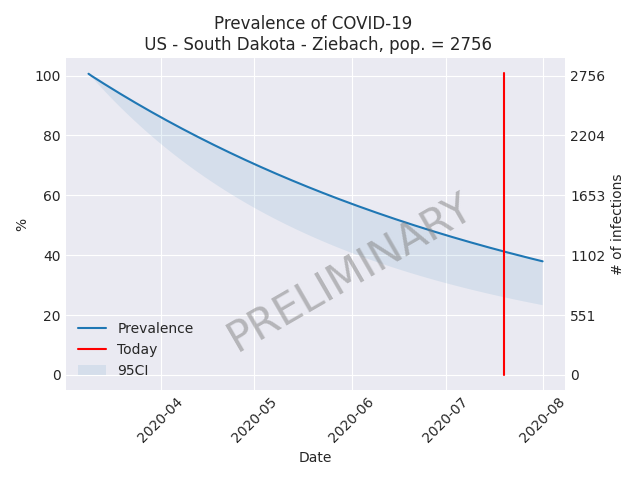 Prevalence of COVID-19
US - South Dakota - Ziebach, pop. = 2756
100
80
60
40
20
0
%
2756
2204
1653
1102
551
0
# of infections
PRELIMINARY
Prevalence
Today
95CI
2020-04
2020-05
2020-06
2020-07
2020-08
Date